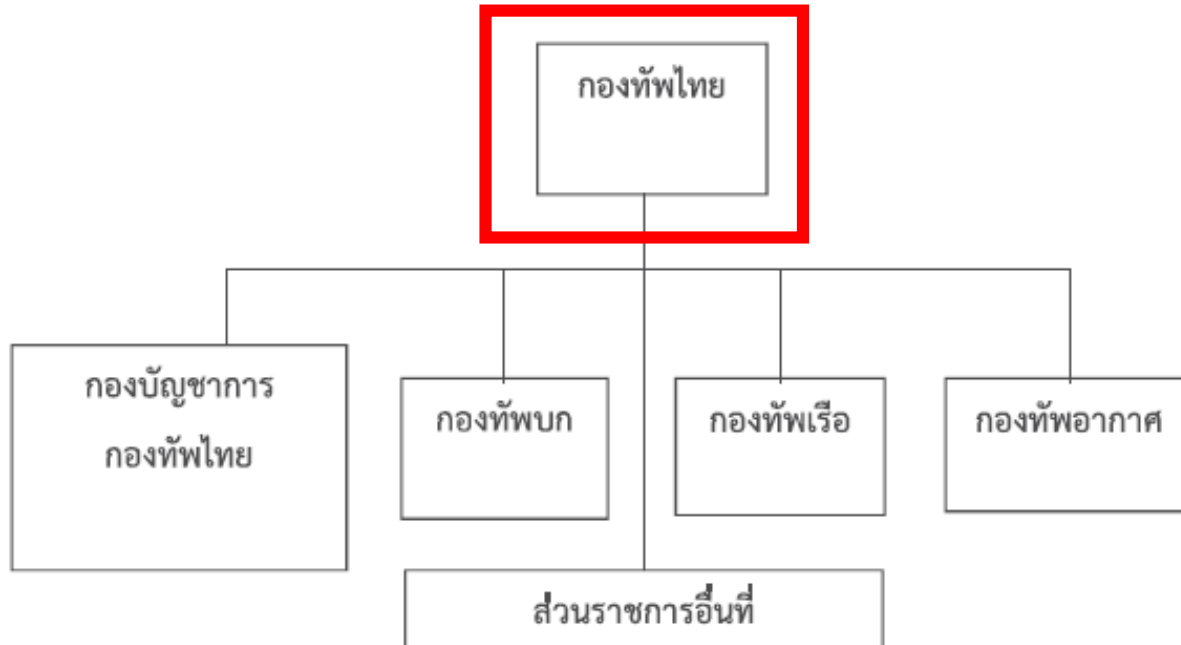 กองทัพไทย
กองบัญชาการ
กองทัพไทย
กองทัพบก
กองทัพเรือ
กองทัพอากาศ
ส่วนราชการอื่นที่